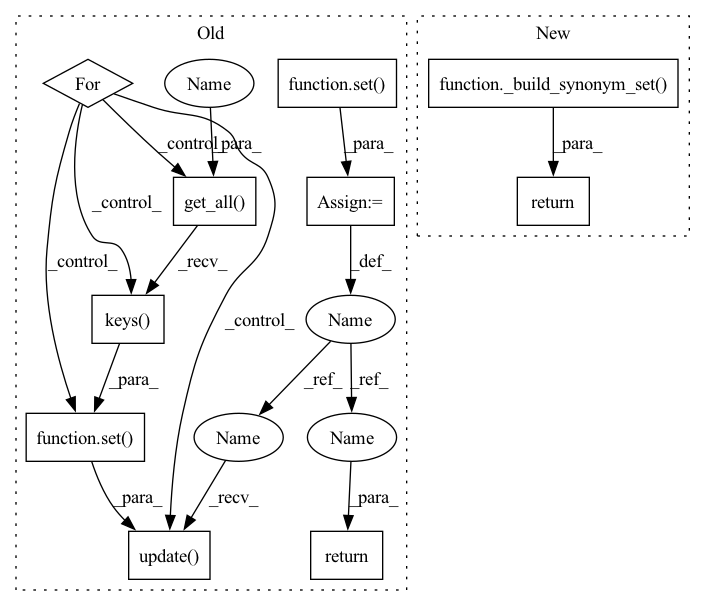 Old
New
For
Name
function.set()
function._build_synonym_set()
_control_
_para_
_para_
_para_
get_all()
Assign:=
return
_control_
_recv_
_def_
_control_
keys()
_control_
Name
_para_
_ref_
_ref_
function.set()
Name
Name
_para_
_recv_
_para_
update()
return